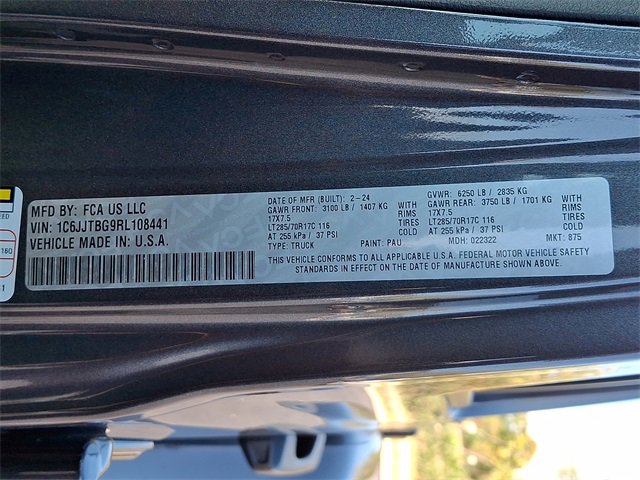 MFD BY: FCA US LLC
VIN: 1C6JJTBG9RL108441
VEHICLE MADE IN: U.S.A.
DATE OF MFR (BUILT): 2-24
GAWR FRONT: 3100 LB / 1407 KG WITH
17X7.5 RIMS
LT285/70R17C 116 TIRES
AT 255 kPa / 37 PSI COLD
TYPE: TRUCK PAINT: PAU
GVWR: 6250 LB / 2835 KG
GAWR REAR: 3750 LB / 1701 KG WITH
17X7.5 RIMS
LT285/70R17C 116 TIRES
AT 255 kPa / 37 PSI COLD
MDH: 022322 MKT: 875
THIS VEHICLE CONFORMS TO ALL APPLICABLE U.S.A. FEDERAL MOTOR VEHICLE SAFETY
STANDARDS IN EFFECT ON THE DATE OF MANUFACTURE SHOWN ABOVE.
160
1